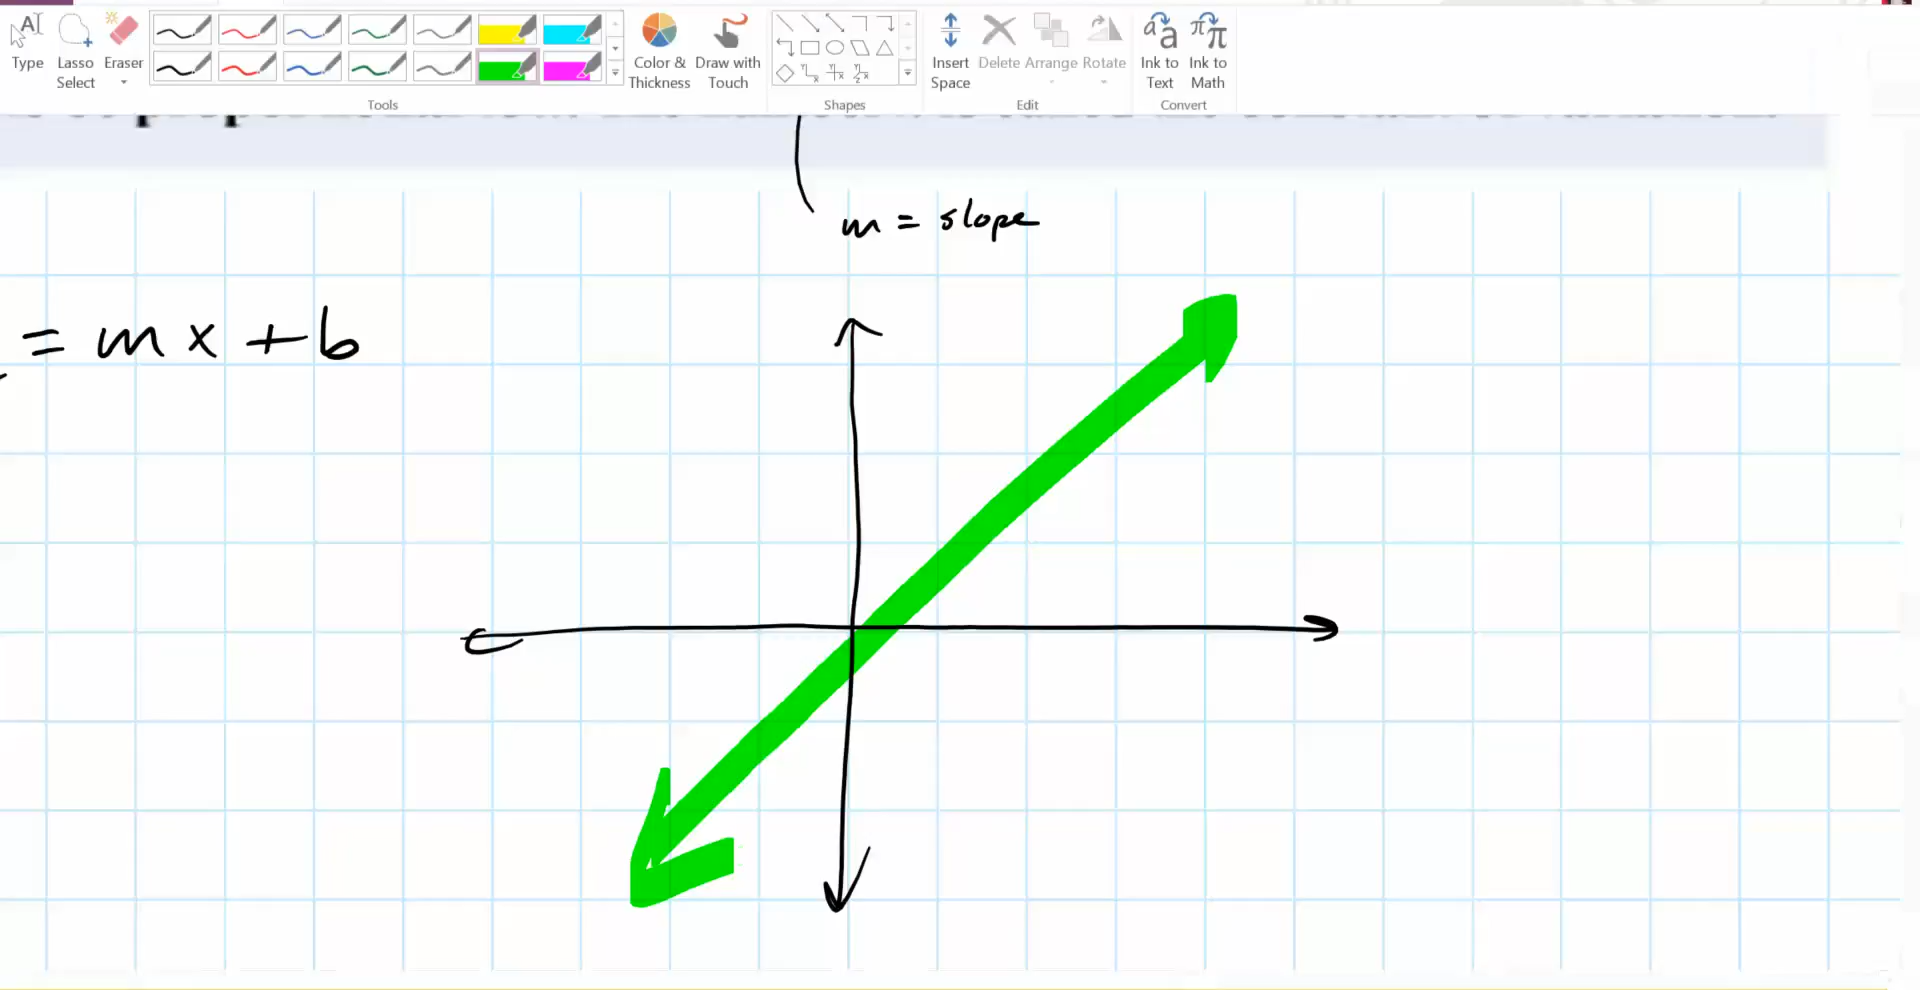 Type
Lasso Select
Eraser
Color & Thickness
Draw with Touch
Insert Space
Delete
Arrange
Rotate
Ink to Text
Ink to Math
Tools
Shapes
Edit
Convert
m = slope
= mx + b